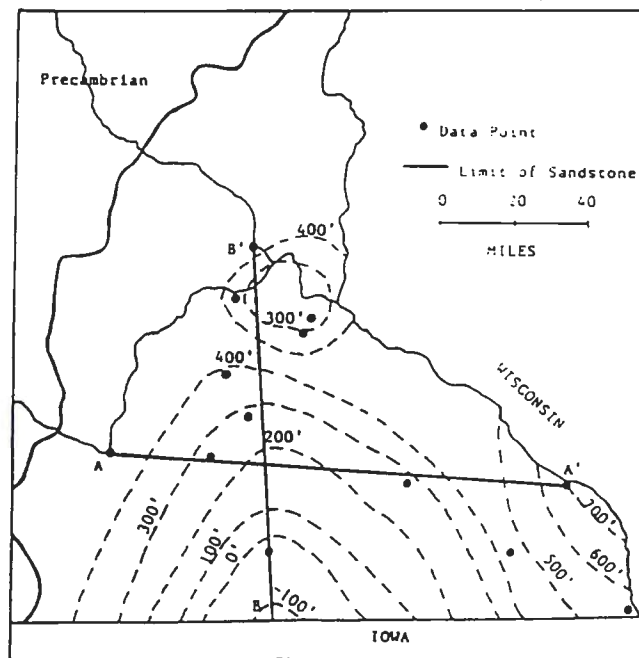 Precambrian
Data Point
Limit of Sandstone
0 20 40
MILES
400'
B'
300'
400'
WISCONSIN
200'
A
A'
700'
300'
100'
0'
500'
600'
B
100'
IOWA